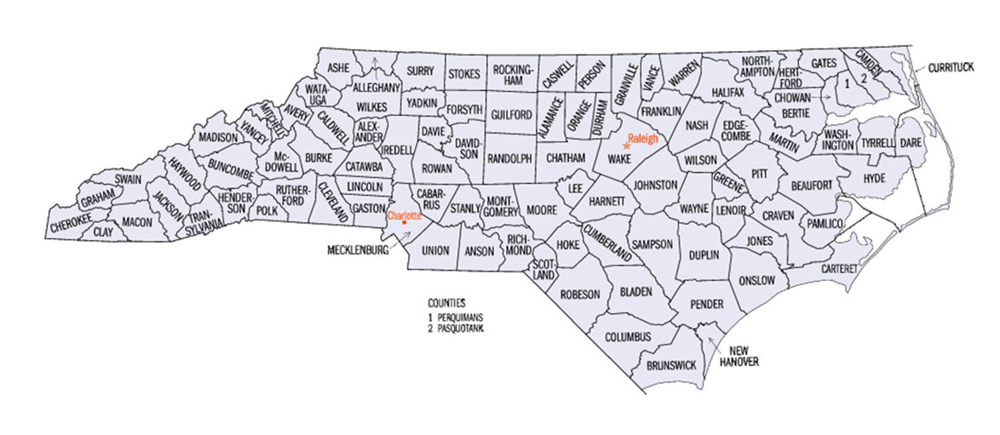 ASHE
ALLEGHANY
SURRY
STOKES
ROCKING-
HAM
CASWELL
PERSON
GRANVILLE
VANCE
WARREN
NORTH-
AMPTON
HERT-
FORD
GATES
CAMDEN
CURRITUCK
WATA-
UGA
WILKES
YADKIN
FORSYTH
GUILFORD
ALAMANCE
ORANGE
DURHAM
FRANKLIN
HALIFAX
CHOWAN
BERTIE
1
2
MITCHELL
AVERY
CALDWELL
ALEX-
ANDER
IREDELL
DAVIE
DAVID-
SON
NASH
EDGE-
COMBE
MARTIN
WASH-
INGTON
TYRRELL
DARE
MADISON
YANCEY
Mc-
DOWELL
BURKE
CATAWBA
ROWAN
RANDOLPH
CHATHAM
Raleigh
WAKE
WILSON
PITT
BEAUFORT
HYDE
SWAIN
HAYWOOD
BUNCOMBE
RUTHER-
FORD
CLEVELAND
LINCOLN
GASTON
CABAR-
RUS
STANLY
MONT-
GOMERY
MOORE
LEE
HARNETT
JOHNSTON
GREENE
WAYNE
LENOIR
CRAVEN
PAMLICO
GRAHAM
CHEROKEE
CLAY
MACON
JACKSON
TRAN-
SYLVANIA
HENDER-
SON
POLK
Charlotte
MECKLENBURG
UNION
ANSON
RICH-
MOND
SCOT-
LAND
HOKE
CUMBERLAND
SAMPSON
DUPLIN
JONES
CARTERET
ONSLOW
ROBESON
BLADEN
PENDER
COLUMBUS
BRUNSWICK
NEW
HANOVER
COUNTIES
1 PERQUIMANS
2 PASQUOTANK